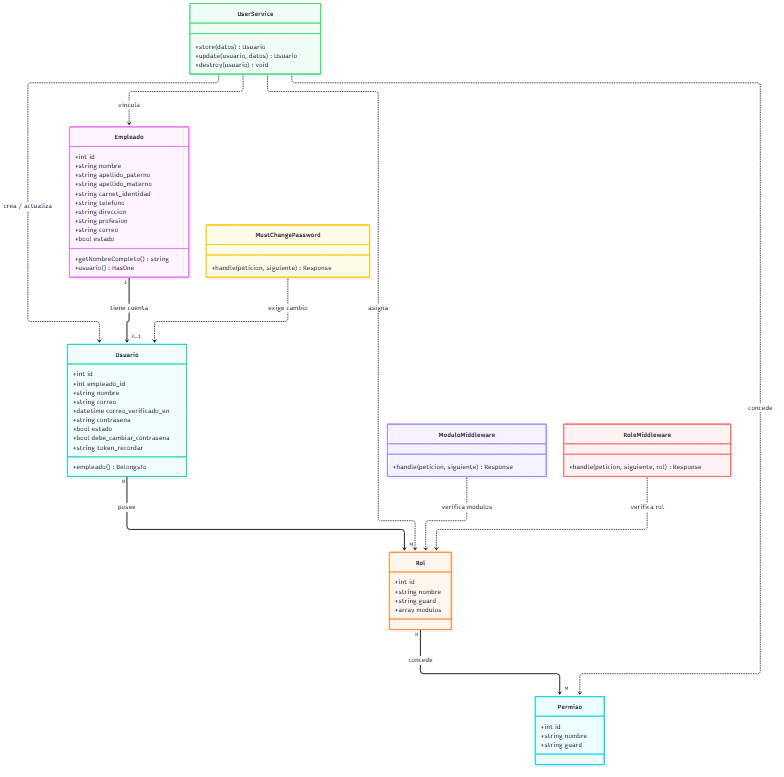 UserService
+store(datos) : Usuario
+update(usuario, datos) : Usuario
+destroy(usuario) : void
vincula
Empleado
+int id
+string nombre
+string apellido_paterno
+string apellido_materno
+string carnet_identidad
+string telefono
+string direccion
+string profesion
+string correo
+bool estado
+getNombreCompleto() : string
+usuario() : HasOne
crea / actualiza
MustChangePassword
+handle(peticion, siguiente) : Response
1
tiene cuenta
exige cambio
asigna
0..1
Usuario
+int id
+int empleado_id
+string nombre
+string correo
+datetime correo_verificado_en
+string contrasena
+bool estado
+bool debe_cambiar_contrasena
+string token_recordar
+empleado() : BelongsTo
concede
ModuloMiddleware
+handle(peticion, siguiente) : Response
RoleMiddleware
+handle(peticion, siguiente, rol) : Response
N
posee
verifica modulos
verifica rol
M
Rol
+int id
+string nombre
+string guard
+array modulos
N
concede
M
Permiso
+int id
+string nombre
+string guard